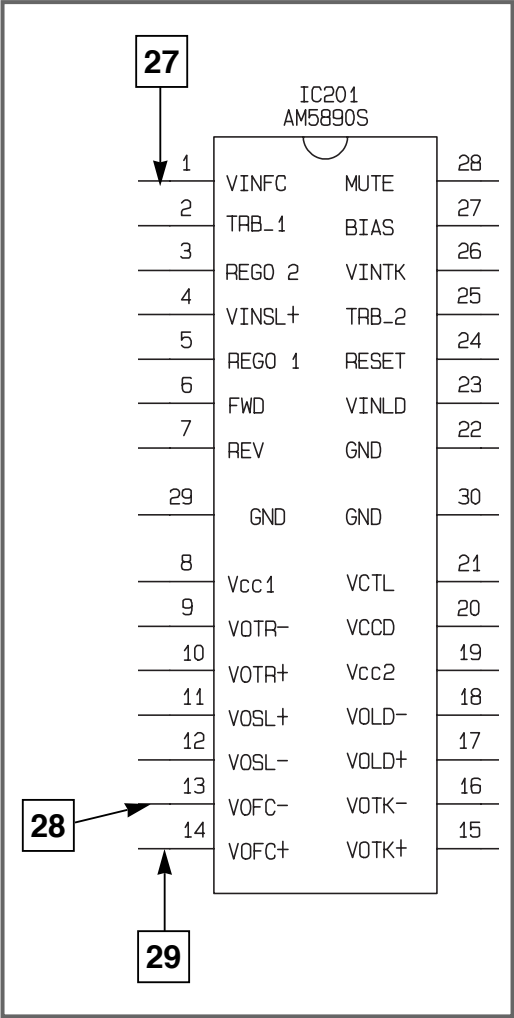 27
IC201
AM5890S
1 VINFC MUTE 28
2 TRB_1 BIAS 27
3 REGO 2 VINTK 26
4 VINSL+ TRB_2 25
5 REGO 1 RESET 24
6 FWD VINLD 23
7 REV GND 22
29 GND GND 30
8 Vcc1 VCTL 21
9 VOTR- VCCD 20
10 VOTR+ Vcc2 19
11 VOSL+ VOLD- 18
12 VOSL- VOLD+ 17
13 VOFC- VOTK- 16
28
14 VOFC+ VOTK+ 15
29